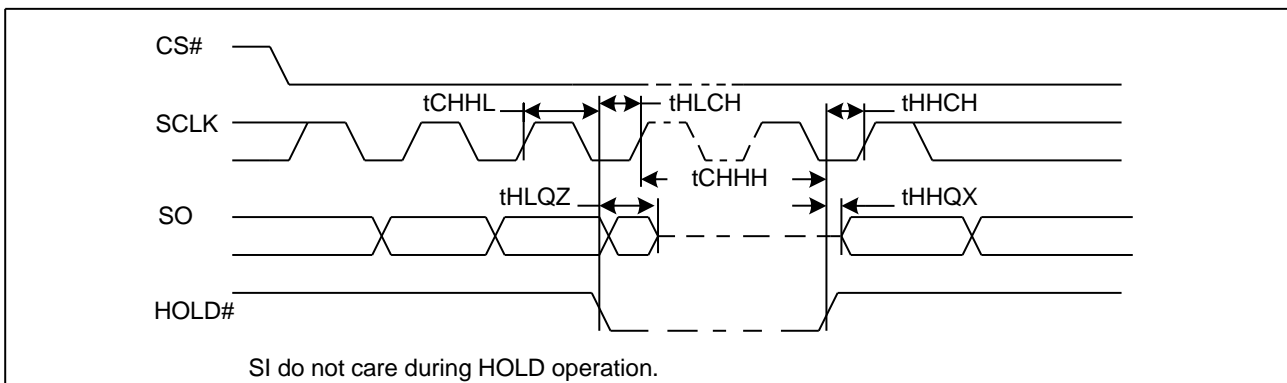 CS#
tCHHL
tHLCH
tHHCH
SCLK
tCHHH
tHLQZ
tHHQX
SO
HOLD#
SI do not care during HOLD operation.